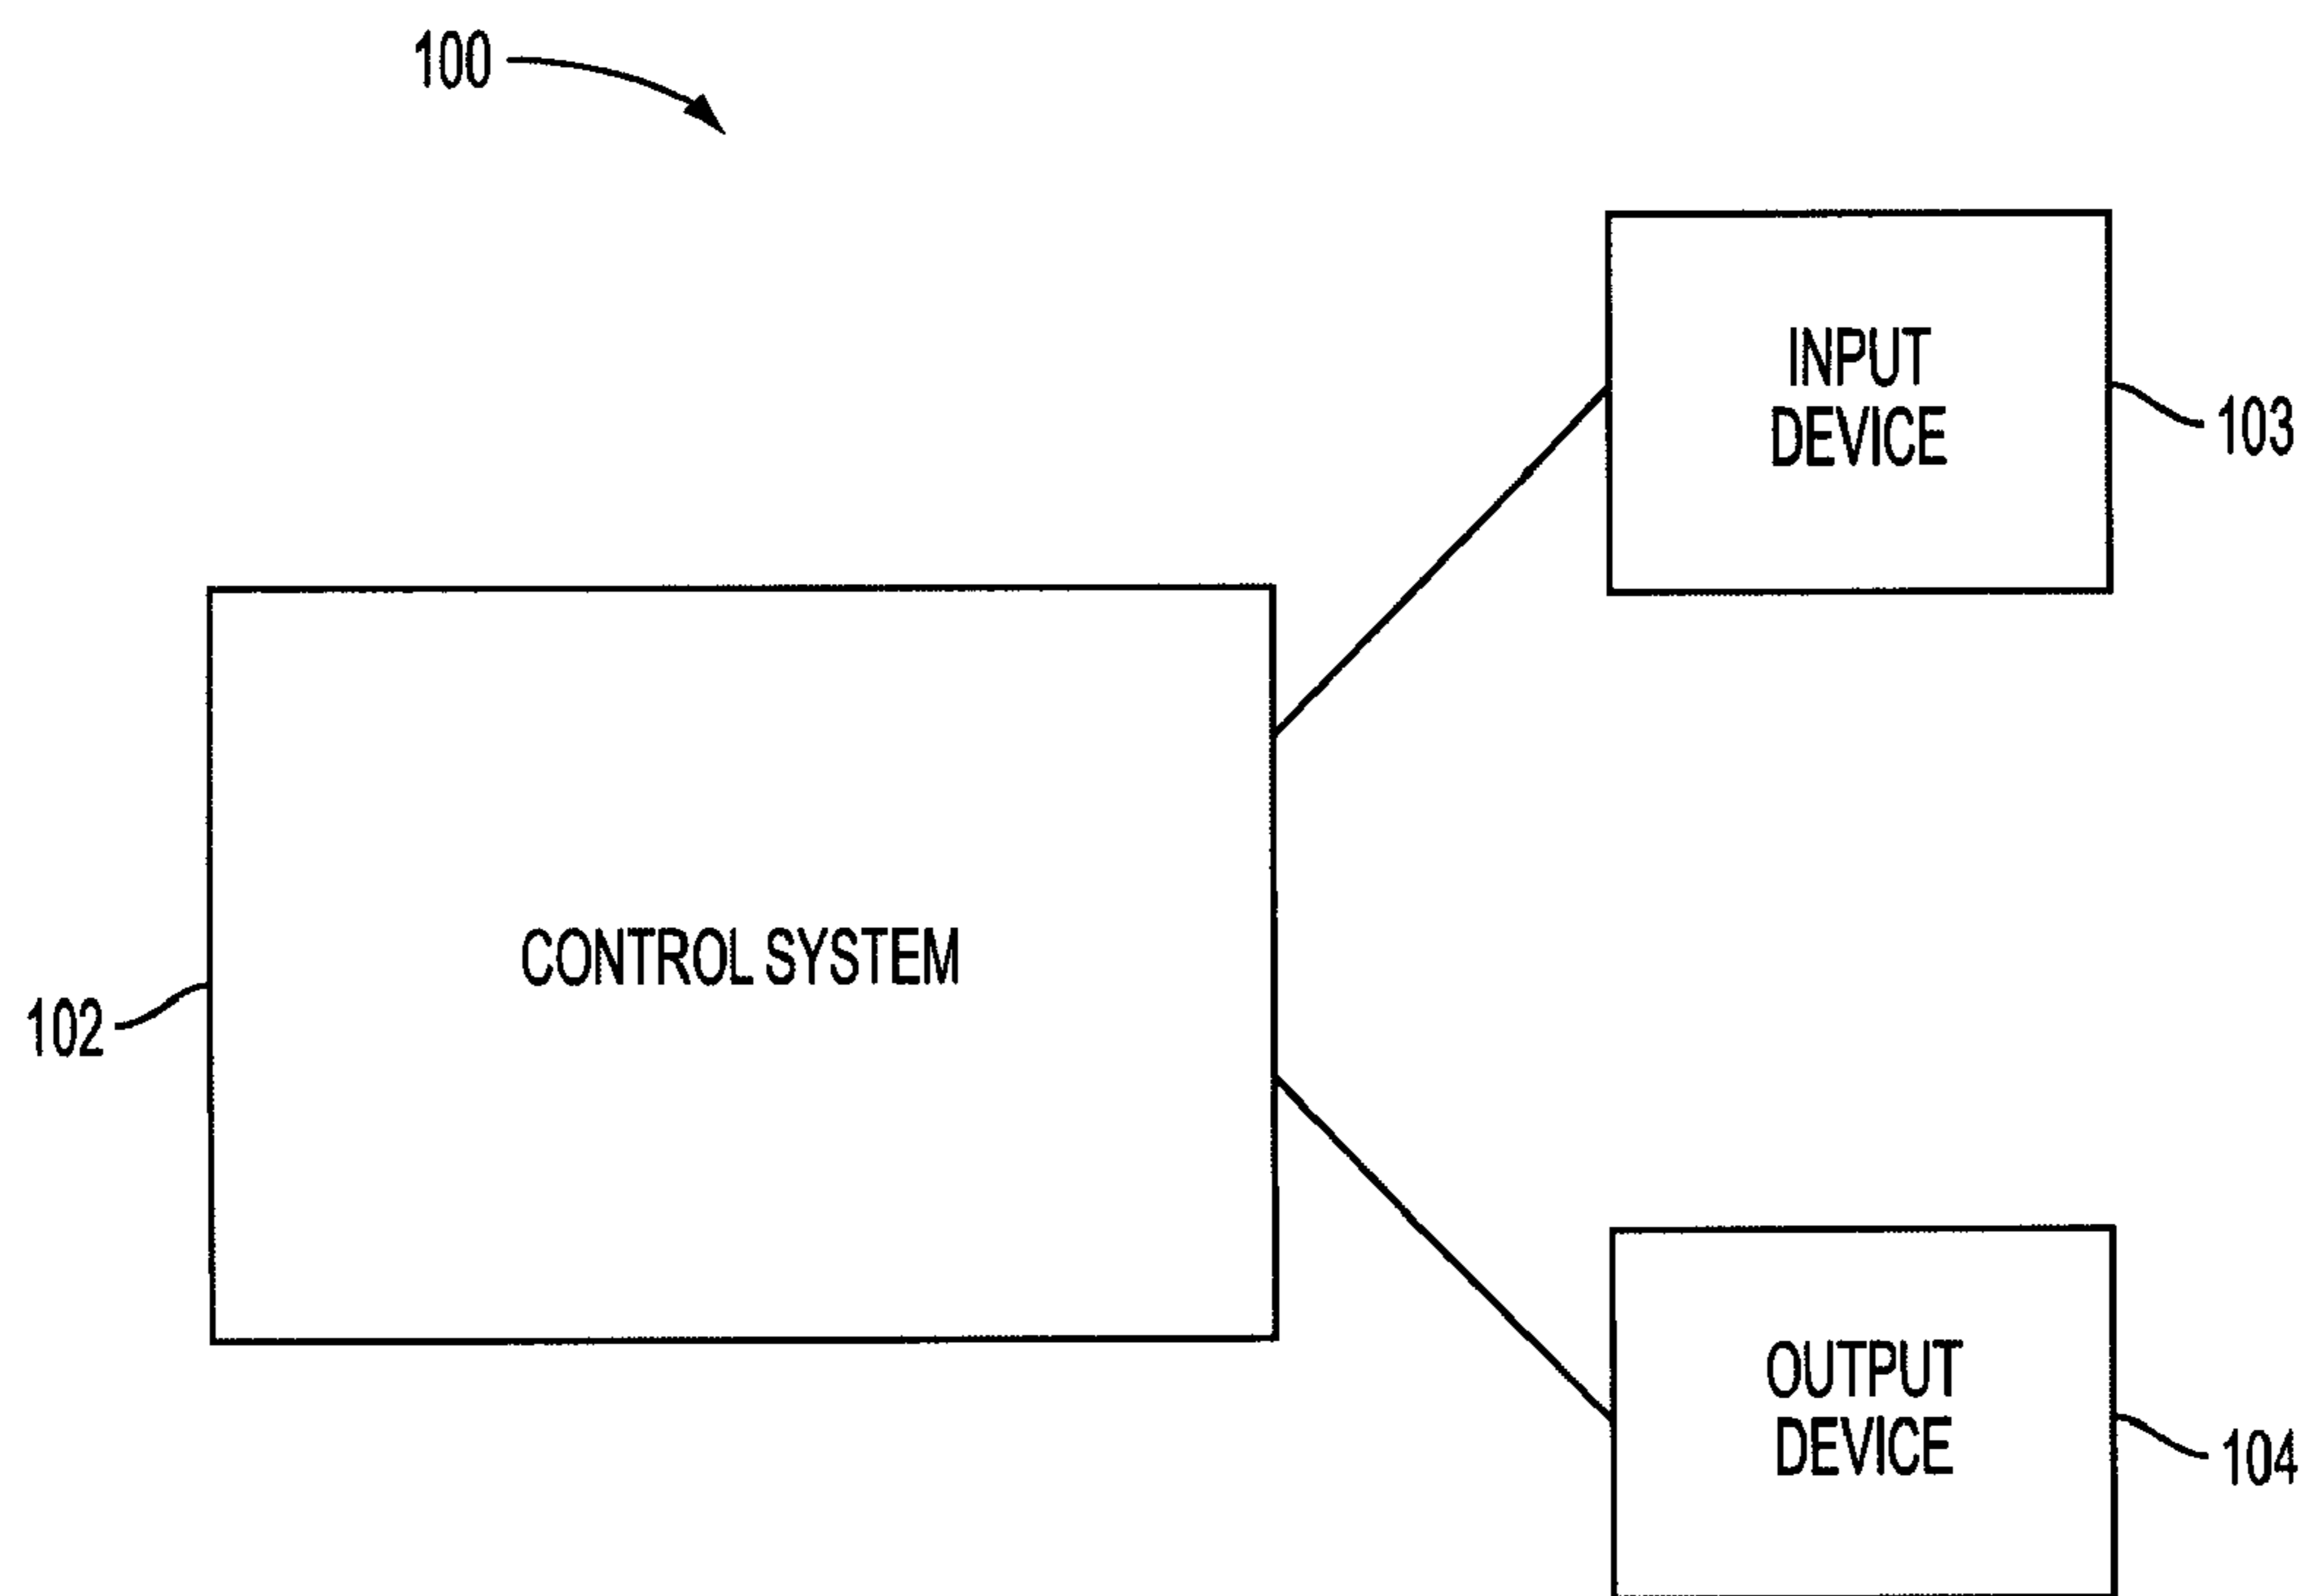 100
INPUT
DEVICE
103
CONTROL SYSTEM
102
OUTPUT
DEVICE
104